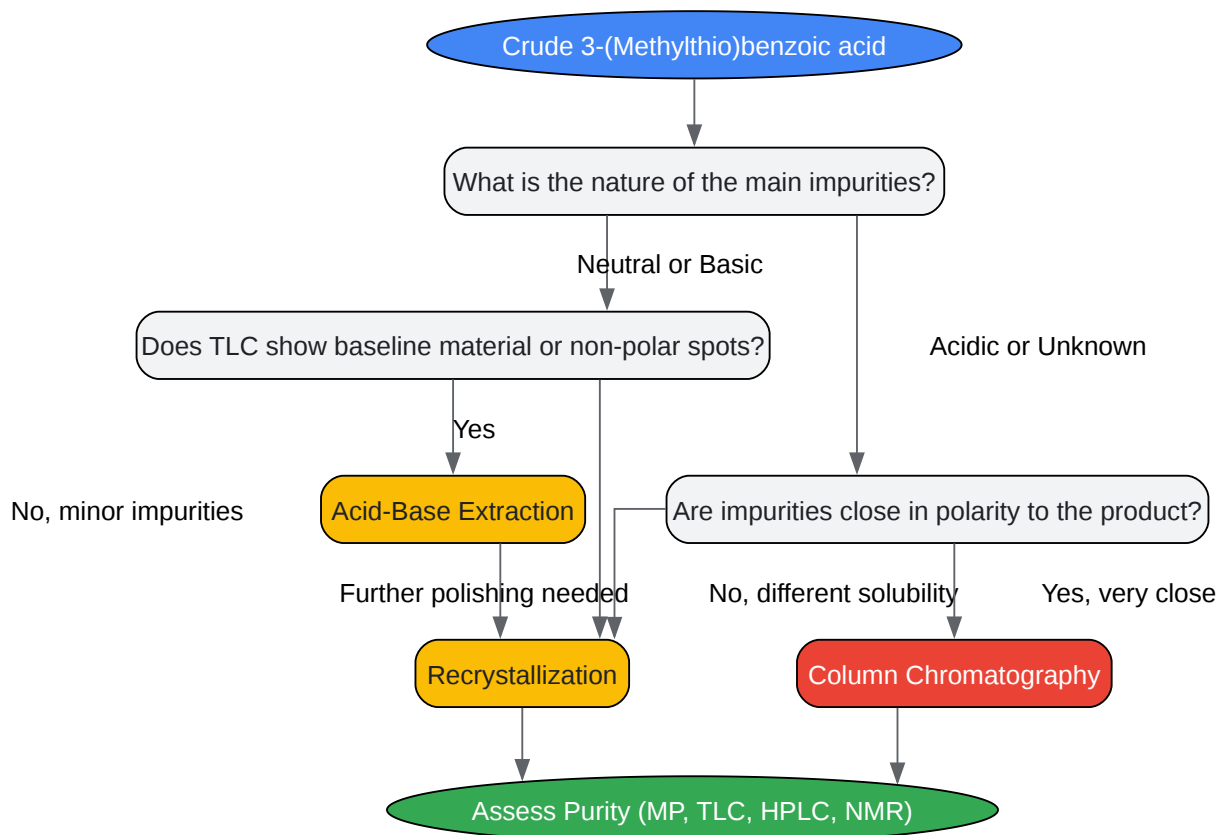 Crude 3-(Methylthio)benzoic acid
What is the nature of the main impurities?
Neutral or Basic
Does TLC show baseline material or non-polar spots?
Acidic or Unknown
Yes
No, minor impurities
Acid-Base Extraction
Are impurities close in polarity to the product?
Further polishing needed
No, different solubility
Yes, very close
Recrystallization
Column Chromatography
Assess Purity (MP, TLC, HPLC, NMR)